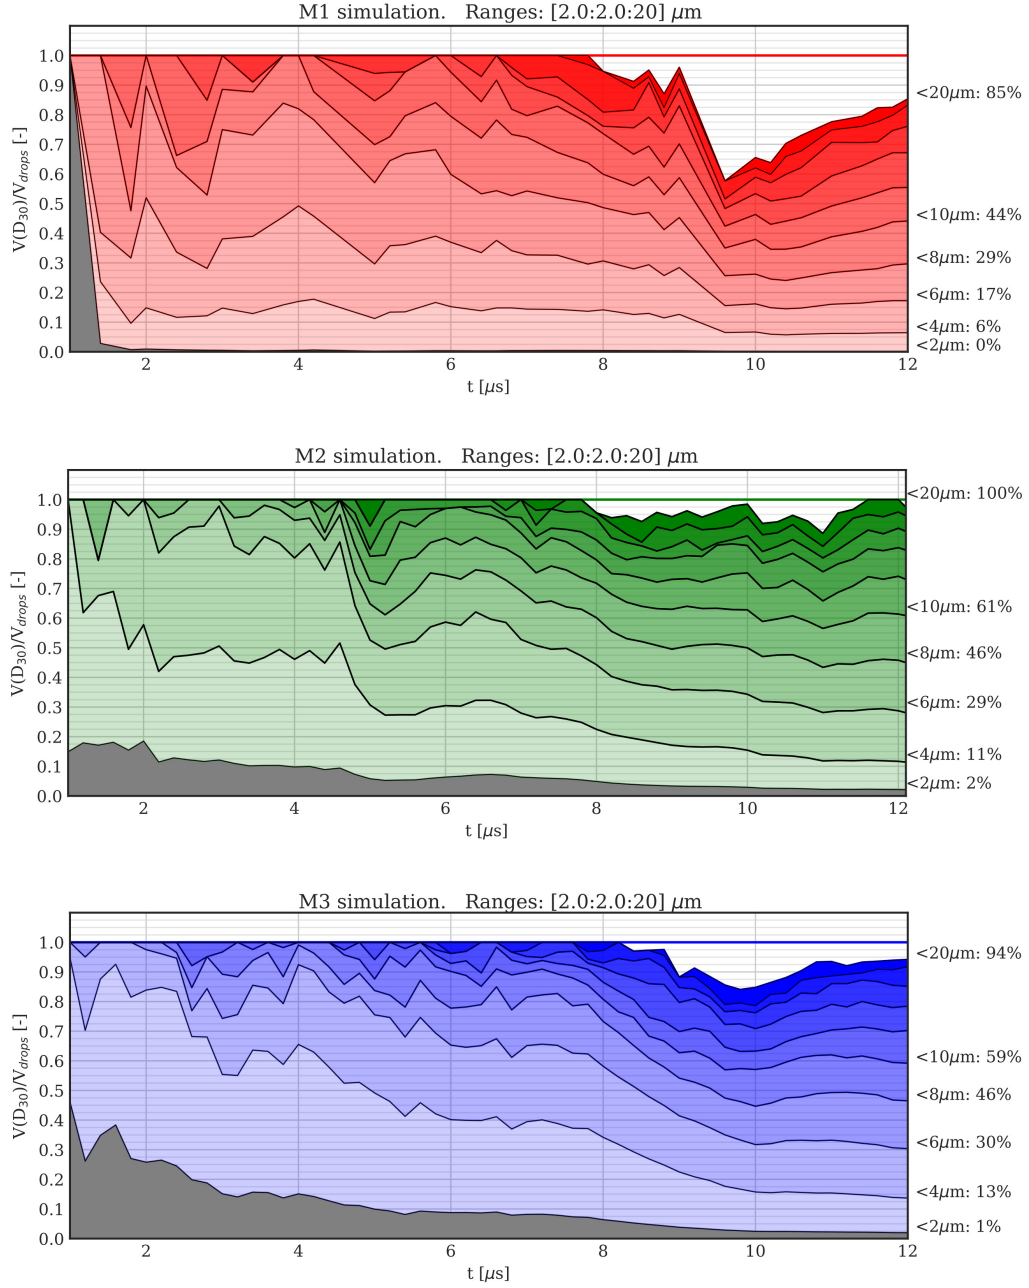 M1 simulation. Ranges: [2.0:2.0:20] μm
V(D30)/Vdrops [-]
1.0
0.9
0.8
0.7
0.6
0.5
0.4
0.3
0.2
0.1
0.0
<20μm: 85%
<10μm: 44%
<8μm: 29%
<6μm: 17%
<4μm: 6%
<2μm: 0%
2 4 6 8 10 12
t [μs]
M2 simulation. Ranges: [2.0:2.0:20] μm
V(D30)/Vdrops [-]
1.0
0.9
0.8
0.7
0.6
0.5
0.4
0.3
0.2
0.1
0.0
<20μm: 100%
<10μm: 61%
<8μm: 46%
<6μm: 29%
<4μm: 11%
<2μm: 2%
2 4 6 8 10 12
t [μs]
M3 simulation. Ranges: [2.0:2.0:20] μm
V(D30)/Vdrops [-]
1.0
0.9
0.8
0.7
0.6
0.5
0.4
0.3
0.2
0.1
0.0
<20μm: 94%
<10μm: 59%
<8μm: 46%
<6μm: 30%
<4μm: 13%
<2μm: 1%
2 4 6 8 10 12
t [μs]